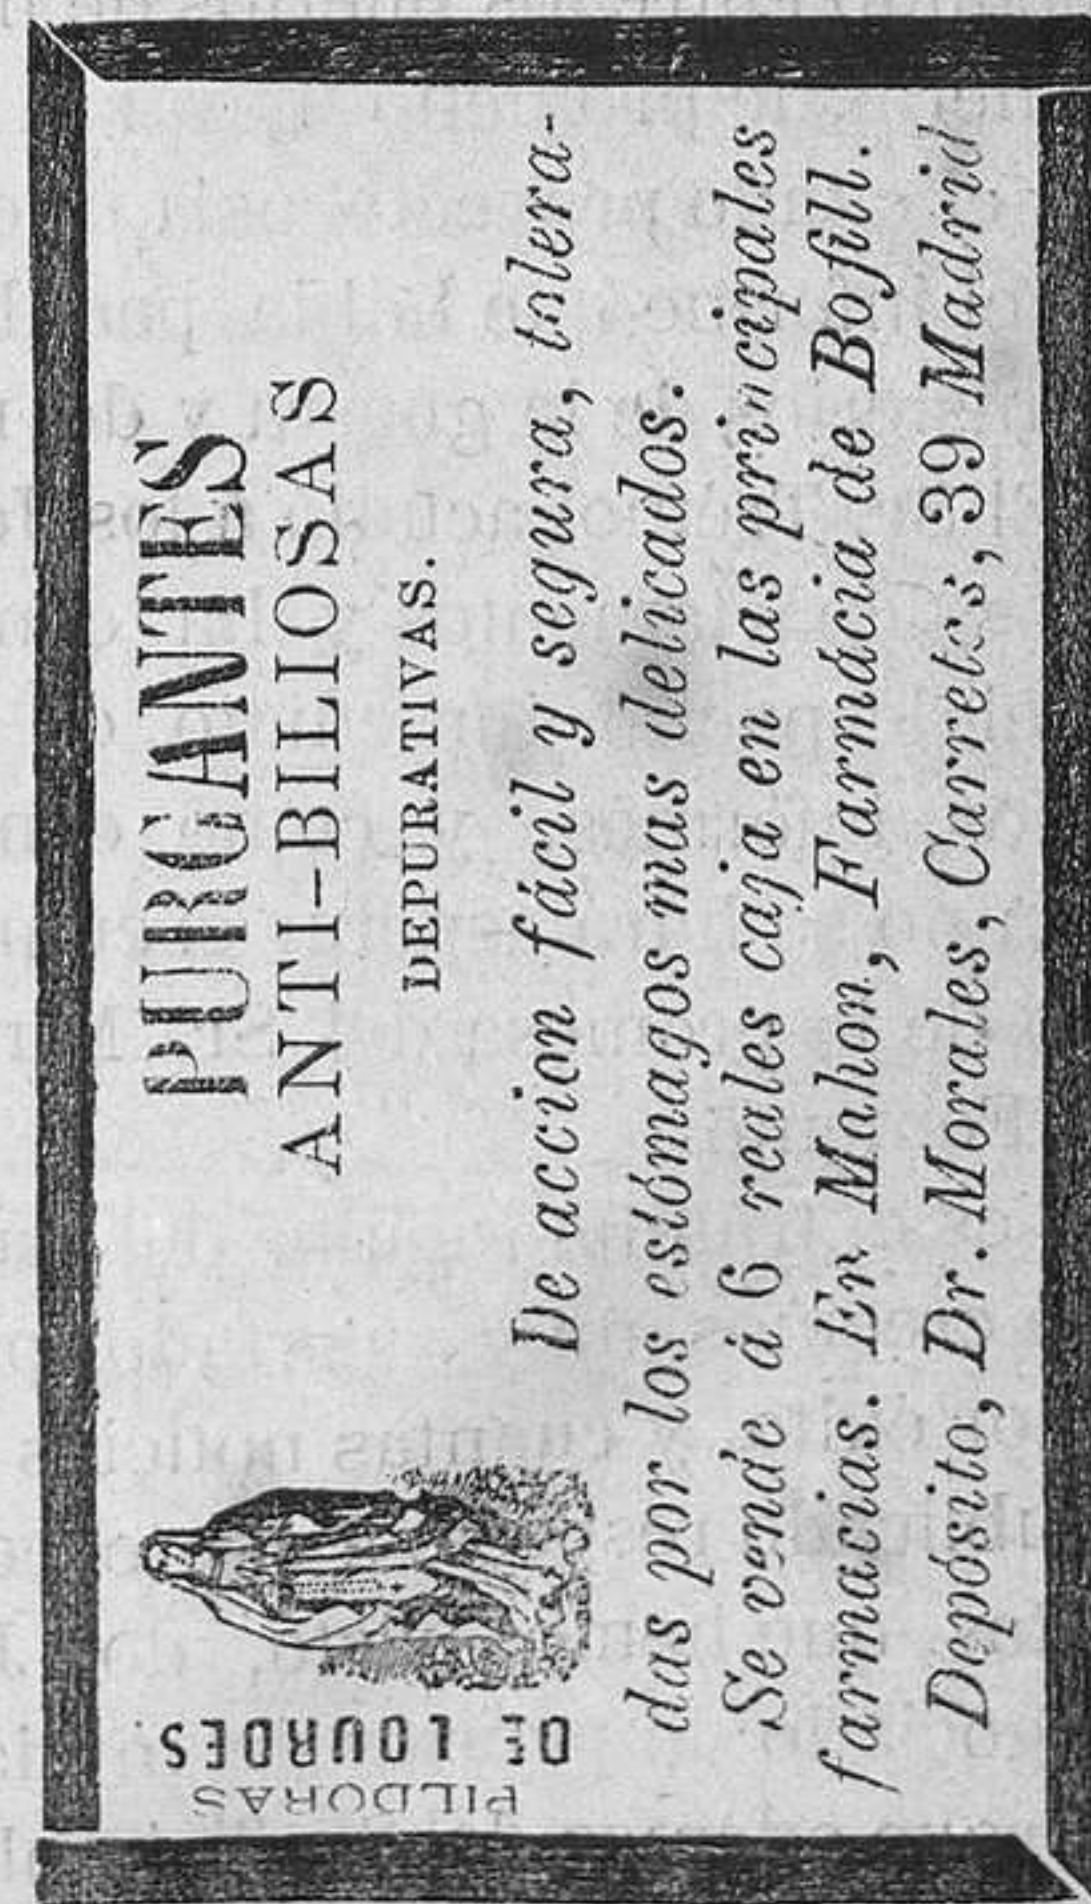 PILDORAS
DE LOURDES.
PURGANTES
ANTI-BILIOSAS
DEPURATIVAS.
De accion fácil y segura, tolera-
das por los estómagos mas delicados.
Se vende á 6 reales caja en las principales
farmacias. En Mahon, Farmácia de Bofill.
Depósito, Dr. Morales, Carretas, 39 Madrid